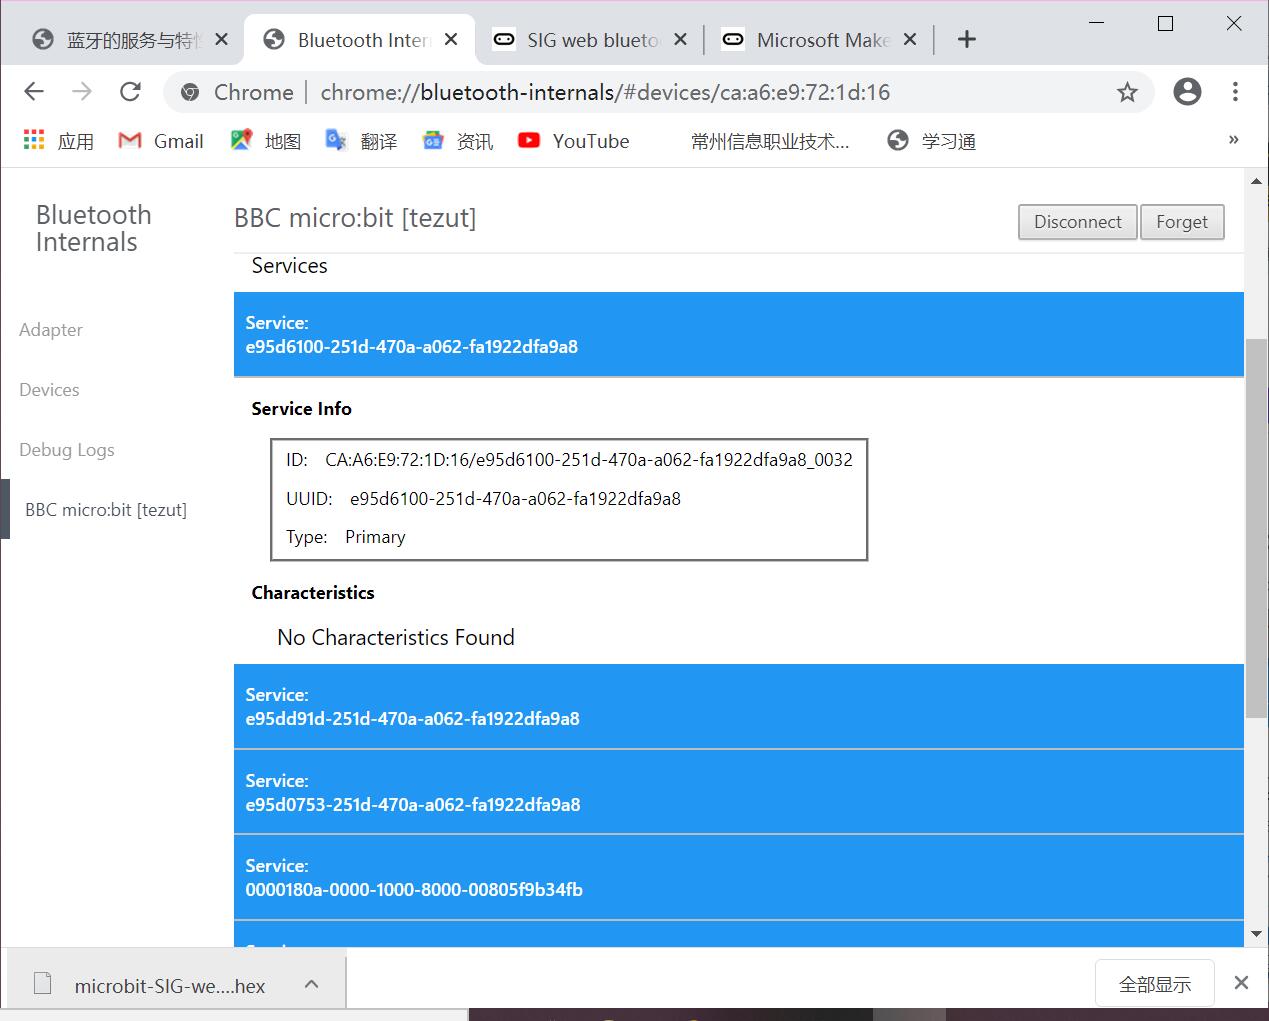 蓝牙的服务与特性
Bluetooth Inter
SIG web blueto
Microsoft Make
Chrome
chrome://bluetooth-internals/#devices/ca:a6:e9:72:1d:16
应用
Gmail
地图
翻译
资讯
YouTube
常州信息职业技术...
学习通
»
Bluetooth
Internals
BBC micro:bit [tezut]
Disconnect
Forget
Services
Adapter
Devices
Debug Logs
BBC micro:bit [tezut]
Service:
e95d6100-251d-470a-a062-fa1922dfa9a8
Service Info
ID: CA:A6:E9:72:1D:16/e95d6100-251d-470a-a062-fa1922dfa9a8_0032
UUID: e95d6100-251d-470a-a062-fa1922dfa9a8
Type: Primary
Characteristics
No Characteristics Found
Service:
e95dd91d-251d-470a-a062-fa1922dfa9a8
Service:
e95d0753-251d-470a-a062-fa1922dfa9a8
Service:
0000180a-0000-1000-8000-00805f9b34fb
microbit-SIG-we....hex
全部显示